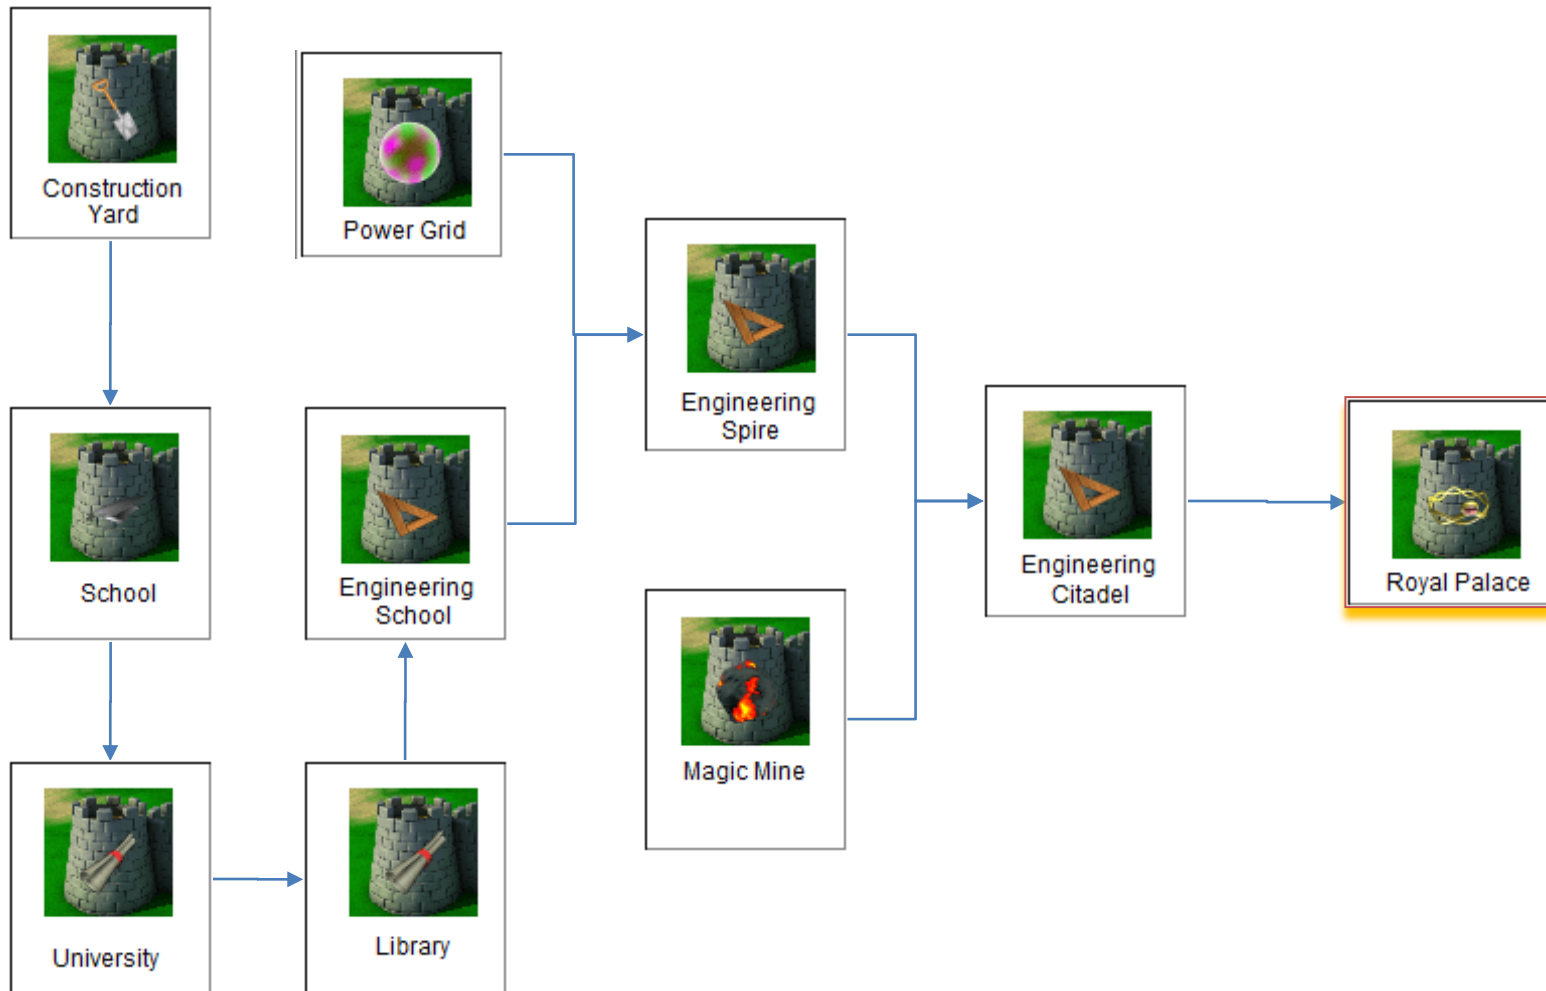 Construction
Yard
Power Grid
Engineering
Spire
School
Engineering
School
Engineering
Citadel
Royal Palace
Magic Mine
University
Library